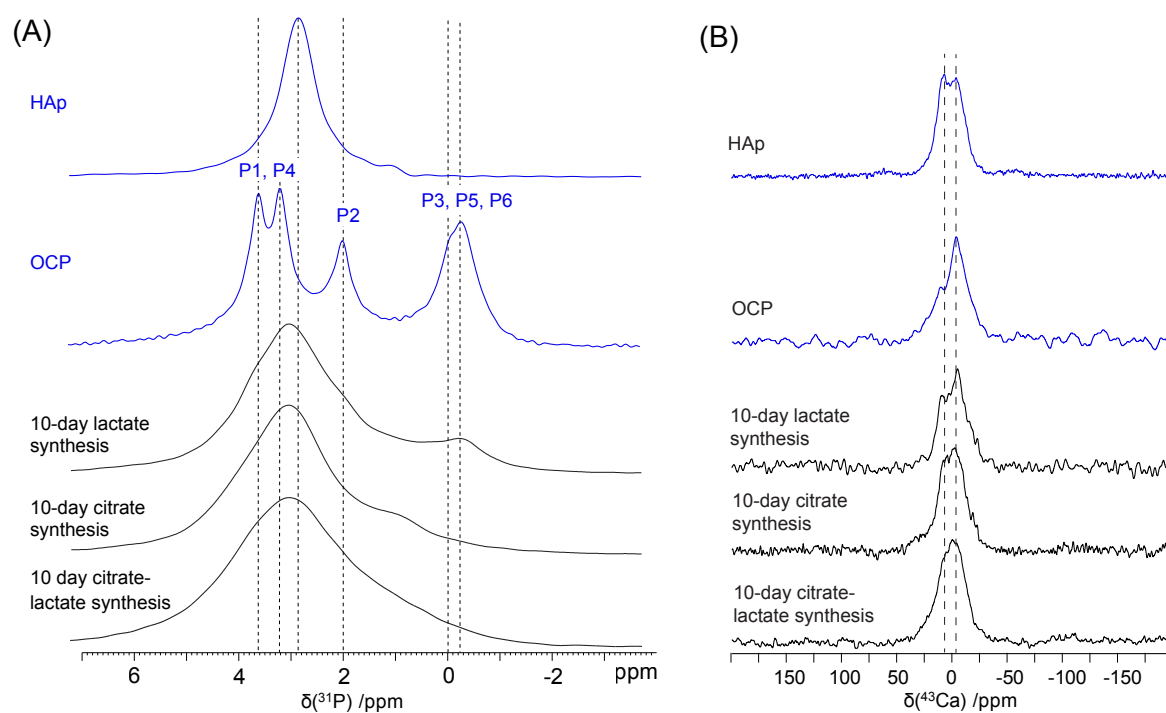 (A)
HAp
P1, P4
P2
P3, P5, P6
OCP
10-day lactate
synthesis
10-day citrate
synthesis
10 day citrate-
lactate synthesis
6 4 2 0 -2 ppm
δ(³¹P) /ppm
(B)
HAp
OCP
10-day lactate
synthesis
10-day citrate
synthesis
10-day citrate-
lactate synthesis
150 100 50 0 -50 -100 -150
δ(⁴³Ca) /ppm